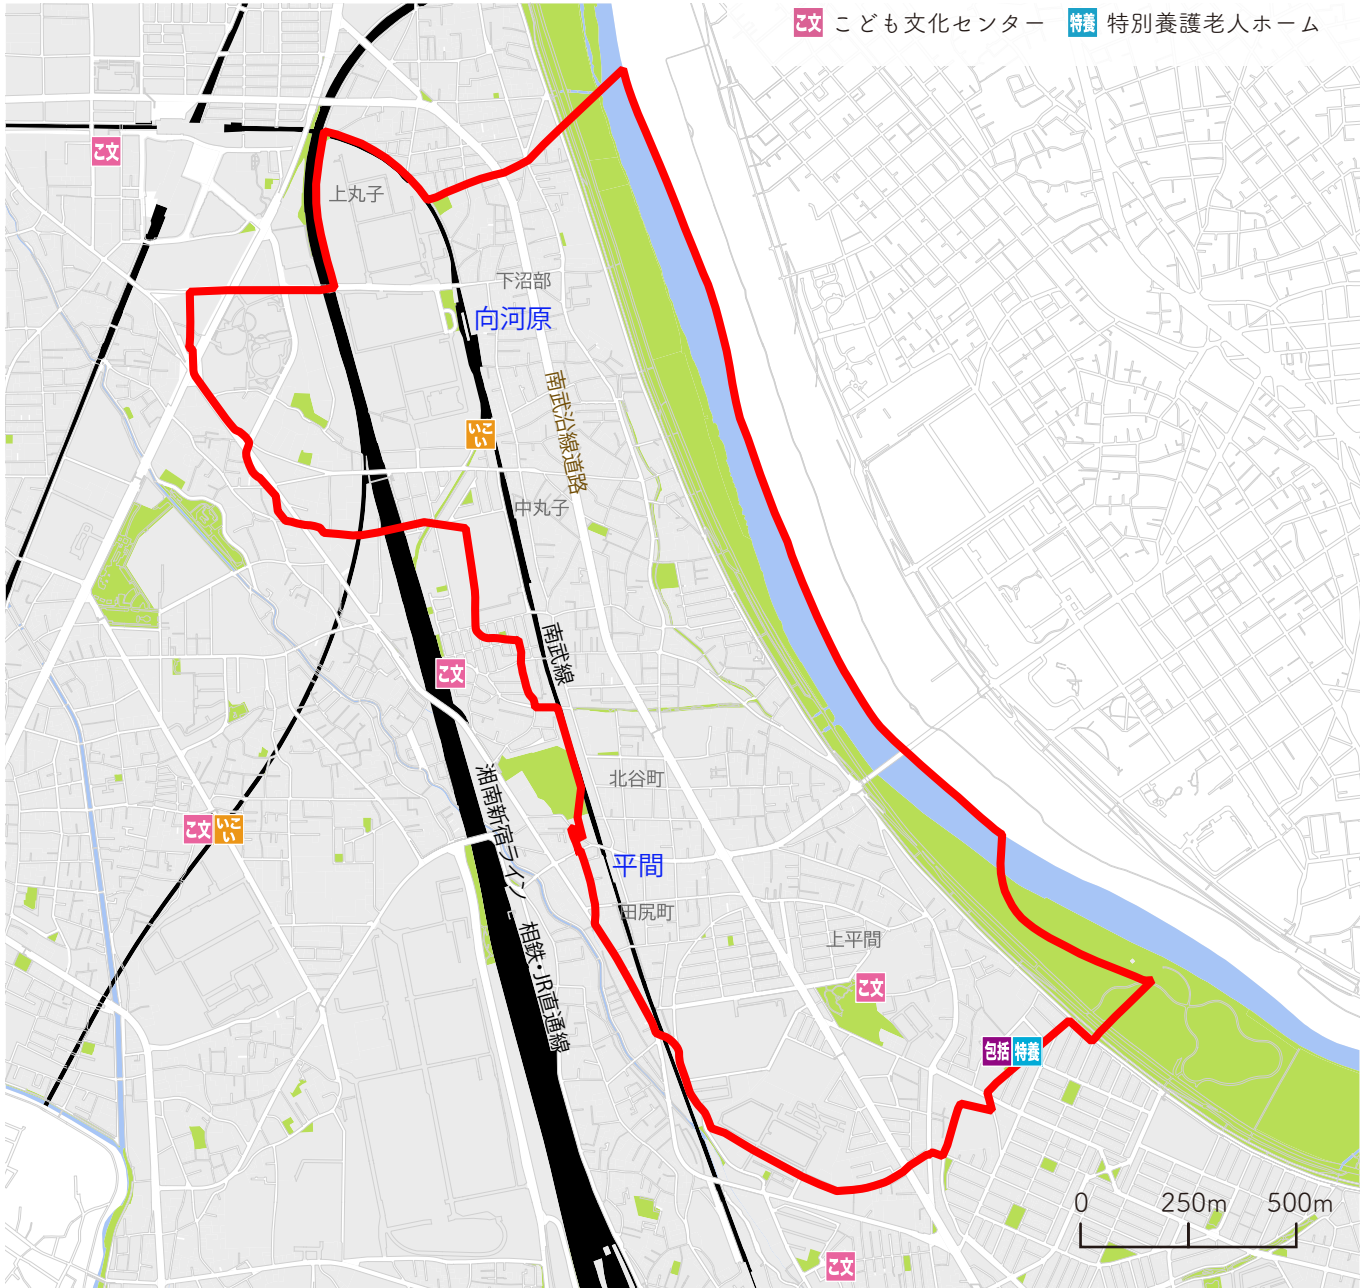 こ文 こども文化センター 特養 特別養護老人ホーム
こ文
上丸子
下沼部
向河原
南武沿線道路
いこい
中丸子
南武線
こ文
北谷町
湘南新宿ライン 相鉄・JR直通線
こ文 いこい
平間
田尻町
上平間
こ文
包括 特養
0 250m 500m
こ文